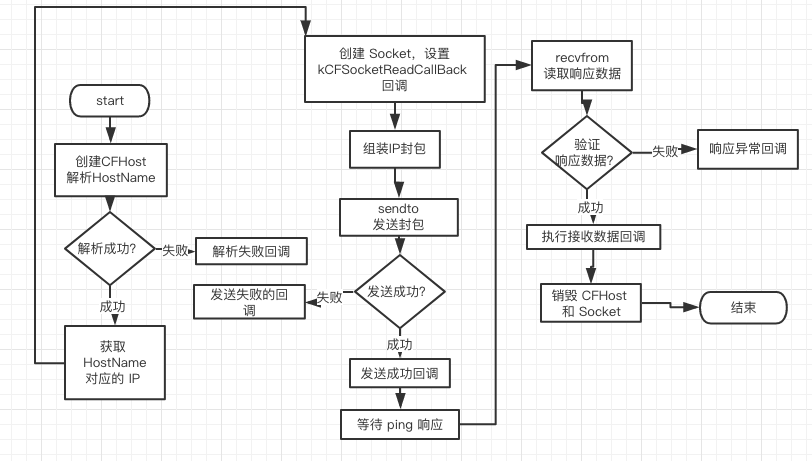 start
创建CFHost
解析HostName
解析成功?
失败
解析失败回调
成功
获取
HostName
对应的 IP
创建 Socket，设置
kCFSocketReadCallBack
回调
组装IP封包
sendto
发送封包
发送成功?
失败
发送失败的回
调
成功
发送成功回调
等待 ping 响应
recvfrom
读取响应数据
验证
响应数据?
失败
响应异常回调
成功
执行接收数据回调
销毁 CFHost
和 Socket
结束